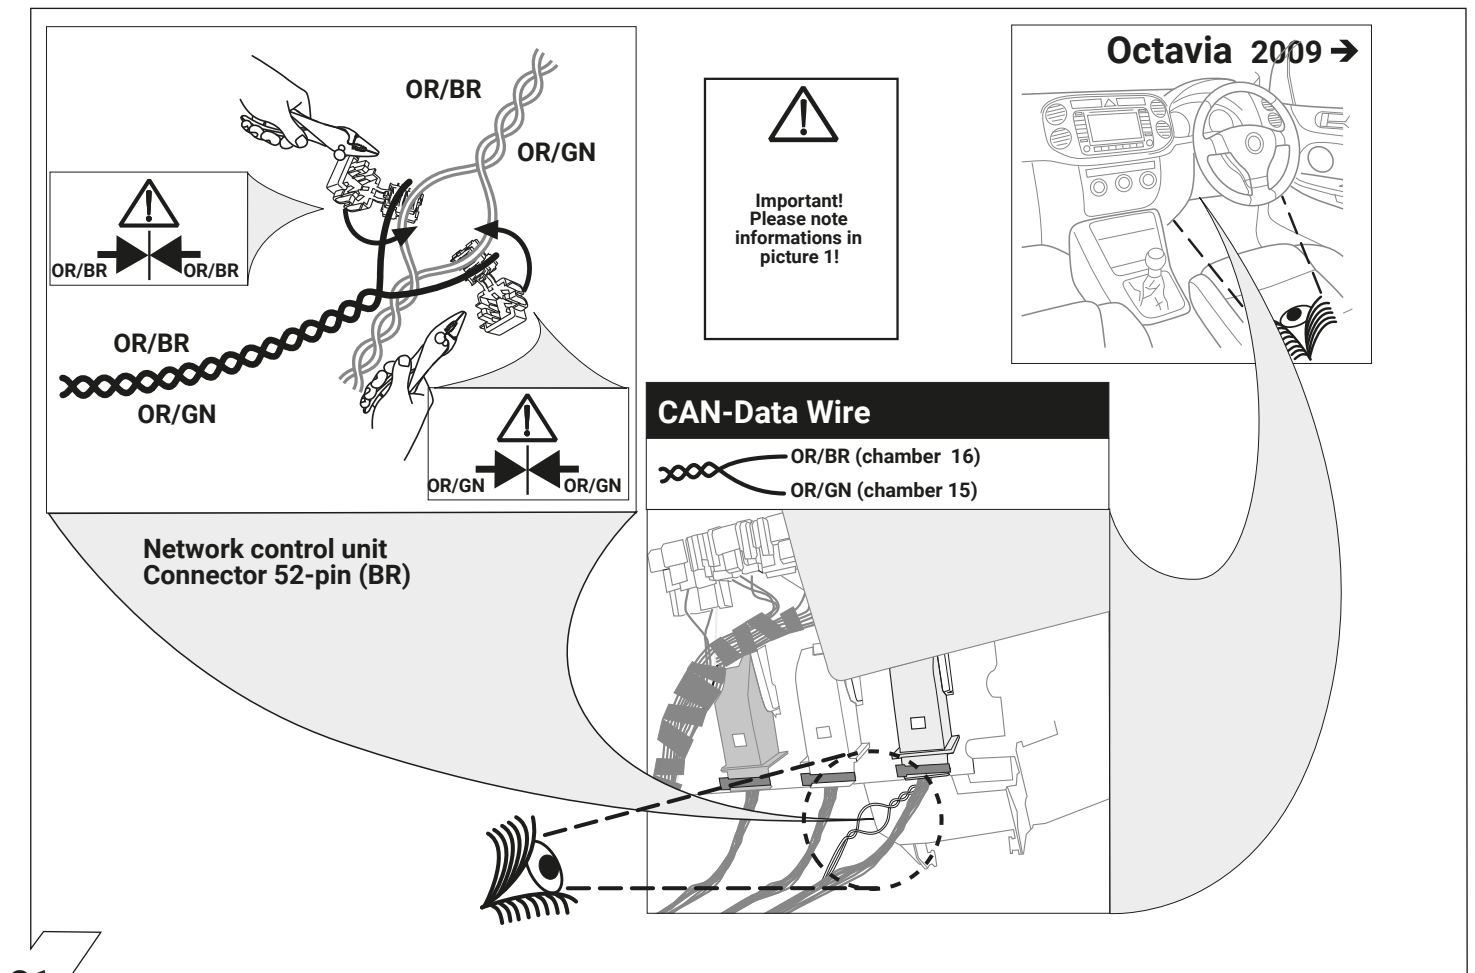 OR/BR
OR/GN
OR/BR
OR/BR
OR/BR
OR/GN
OR/GN
OR/GN
Network control unit
Connector 52-pin (BR)
Important!
Please note
informations in
picture 1!
Octavia 2009 ➔
CAN-Data Wire
OR/BR (chamber 16)
OR/GN (chamber 15)